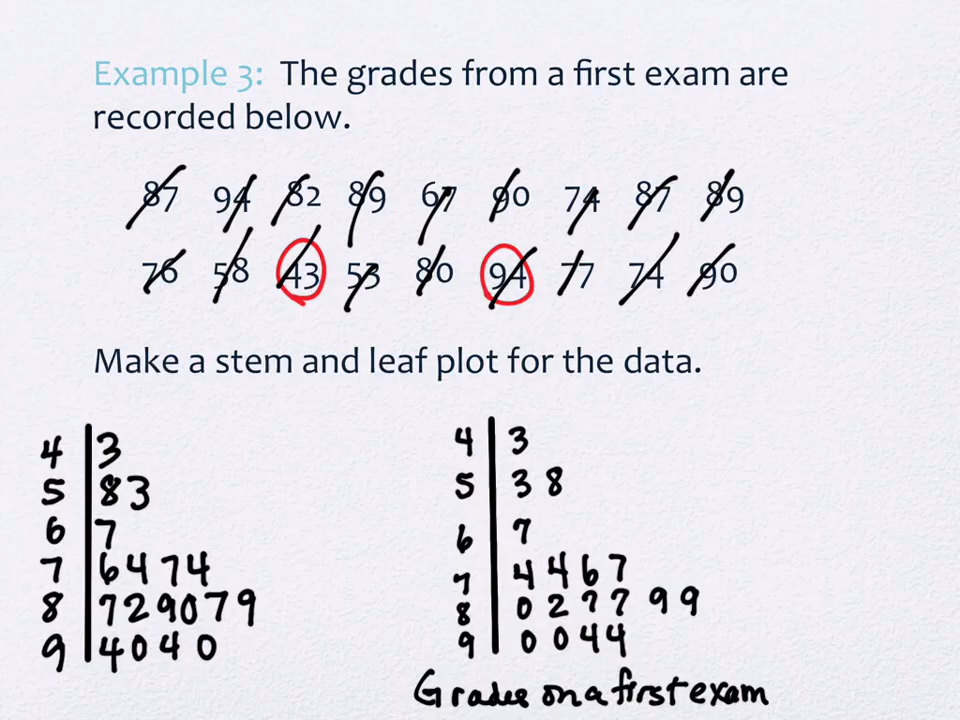 Example 3: The grades from a first exam are
recorded below.
87 94 82 89 67 90 74 87 89
76 58 43 53 80 94 77 74 90
Make a stem and leaf plot for the data.
4 | 3
5 | 8 3
6 | 7
7 | 6 4 7 4
8 | 7 2 9 0 7 9
9 | 4 0 4 0
4 | 3
5 | 3 8
6 | 7
7 | 4 4 6 7
8 | 0 2 7 7 9 9
9 | 0 0 4 4
Grades on a first exam